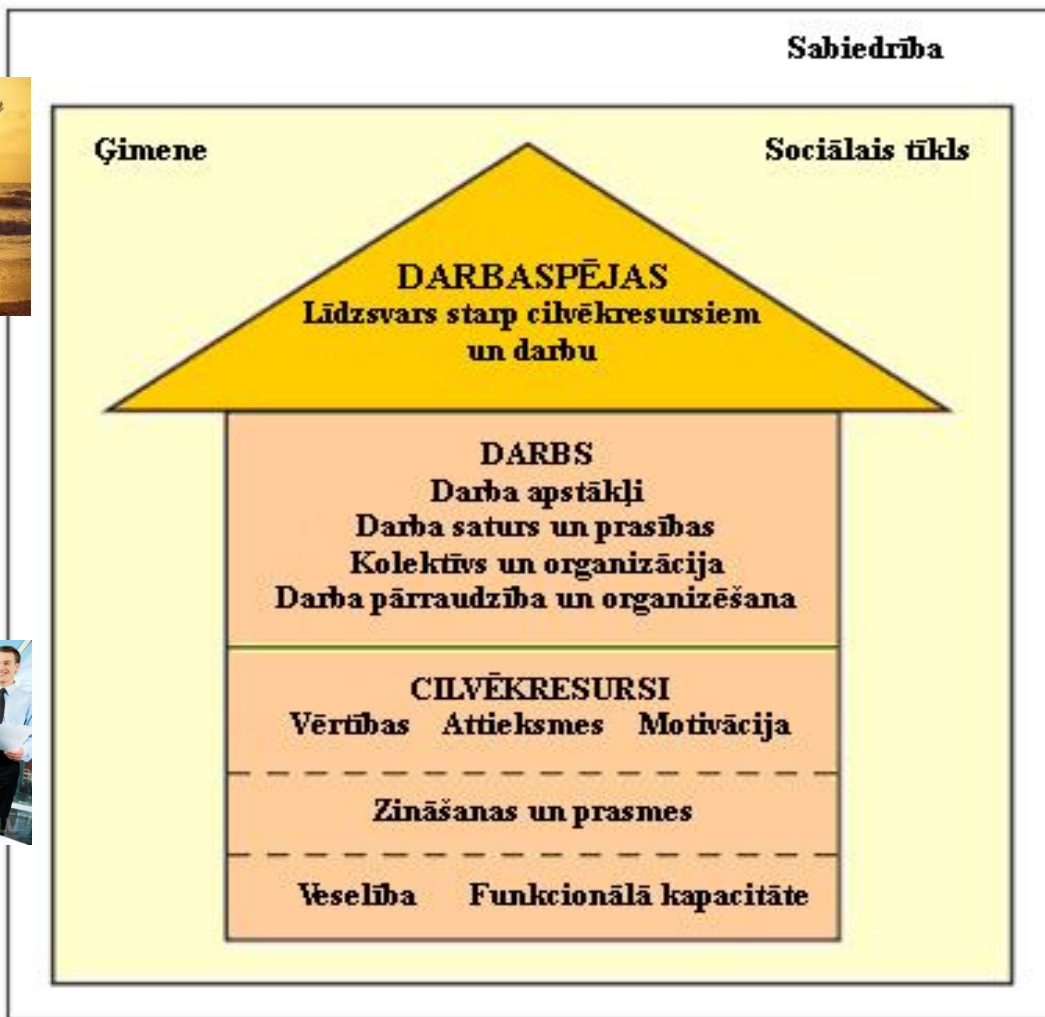 Sabiedrība
Ģimene
Sociālais tīkls
DARBASPĒJAS
Līdzsvars starp cilvēkresursiem
un darbu
DARBS
Darba apstākļi
Darba saturs un prasības
Kolektīvs un organizācija
Darba pārraudzība un organizēšana
CILVĒKRESURSI
Vērtības Attieksmes Motivācija
Zināšanas un prasmes
Veselība Funkcionālā kapacitāte